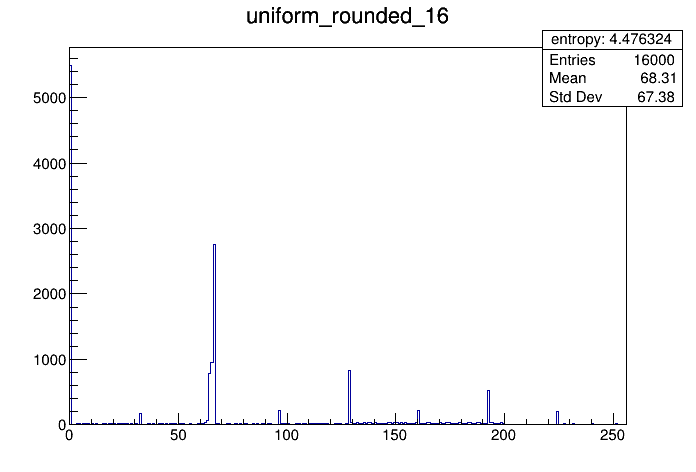 uniform_rounded_16
entropy: 4.476324
Entries 16000
Mean 68.31
Std Dev 67.38
5000
4000
3000
2000
1000
0
0 50 100 150 200 250